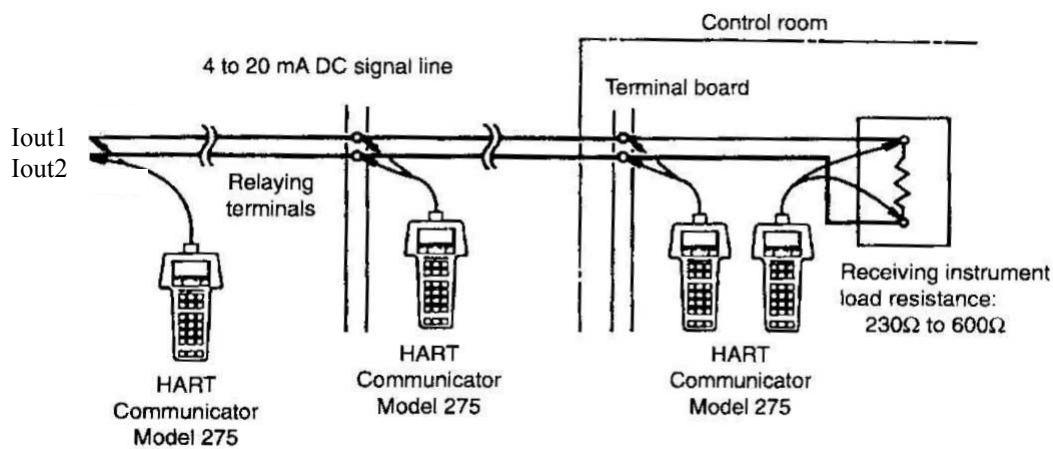 Control room
4 to 20 mA DC signal line
Terminal board
Iout1
Iout2
Relaying
terminals
Receiving instrument
load resistance:
230Ω to 600Ω
HART
Communicator
Model 275
HART
Communicator
Model 275
HART
Communicator
Model 275